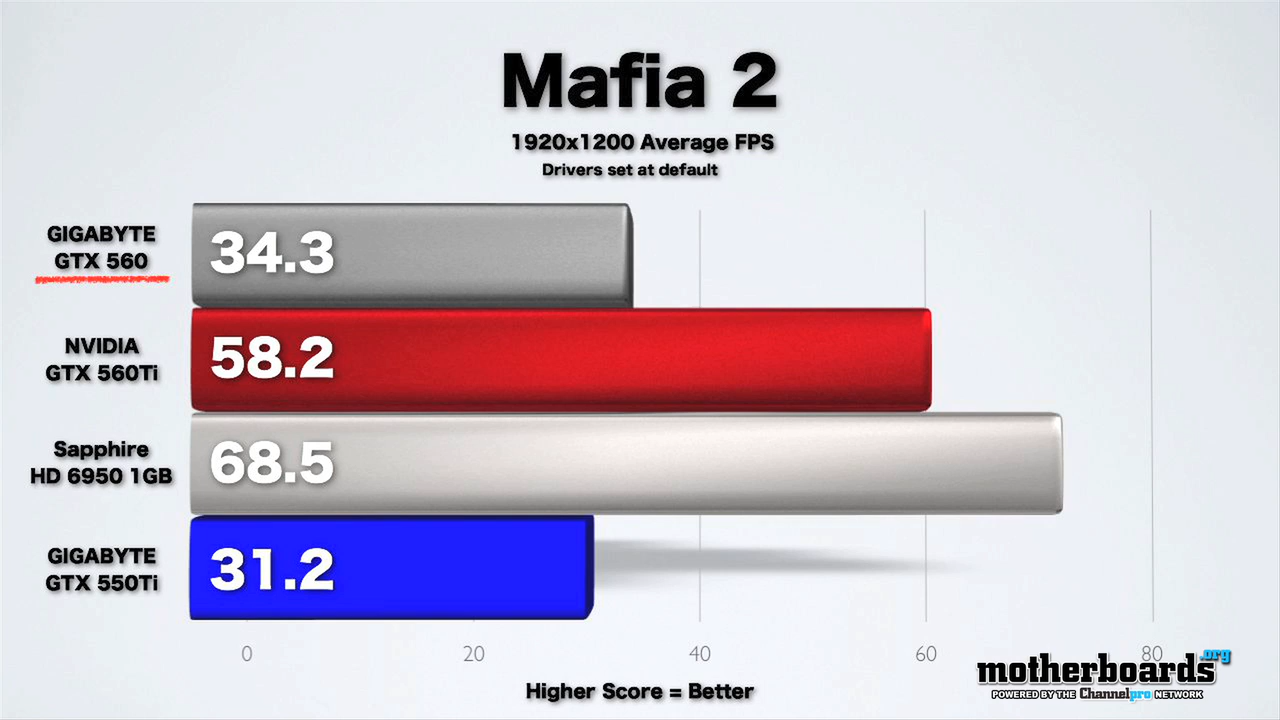 Mafia 2
1920x1200 Average FPS
Drivers set at default
GIGABYTE
GTX 560
34.3
NVIDIA
GTX 560Ti
58.2
Sapphire
HD 6950 1GB
68.5
GIGABYTE
GTX 550Ti
31.2
0 20 40 60 80
Higher Score = Better
motherboards.org
POWERED BY THE Channelpro NETWORK